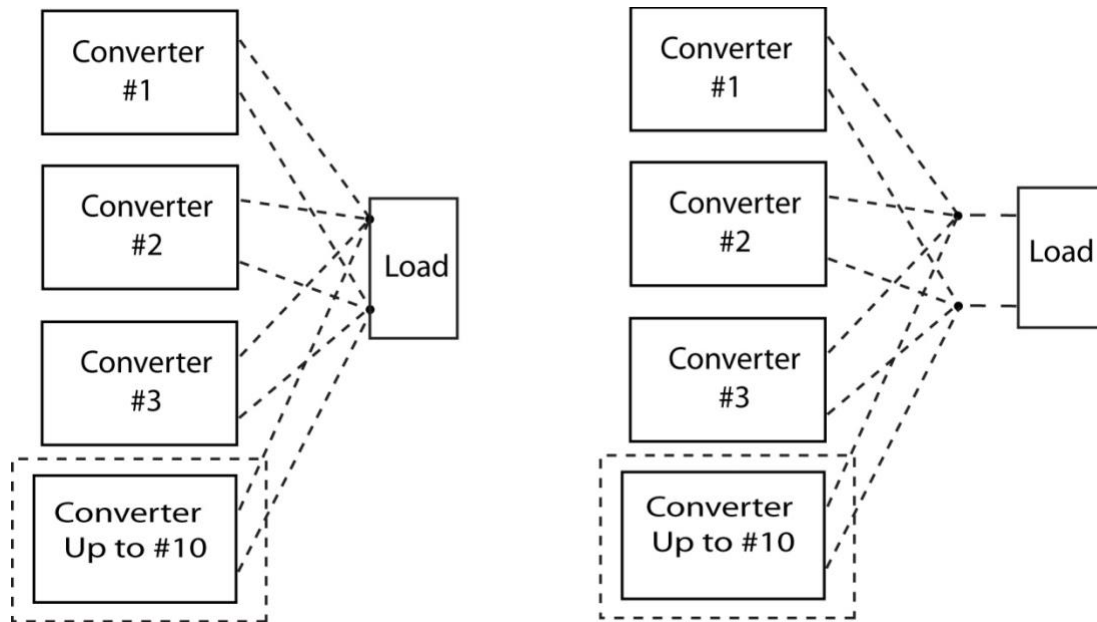 Converter
#1
Converter
#2
Load
Converter
#3
Converter
Up to #10
Converter
#1
Converter
#2
Load
Converter
#3
Converter
Up to #10